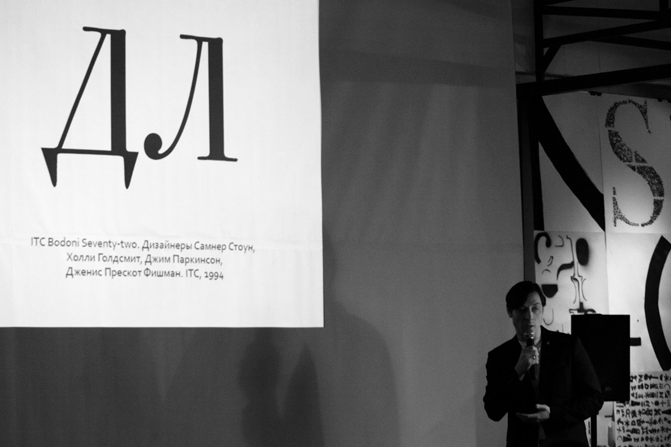 ДЛ
ITC Bodoni Seventy-two. Дизайнеры Самнер Стоун,
Холли Голдсмит, Джим Паркинсон,
Дженис Прескот Фишман. ITC, 1994
S